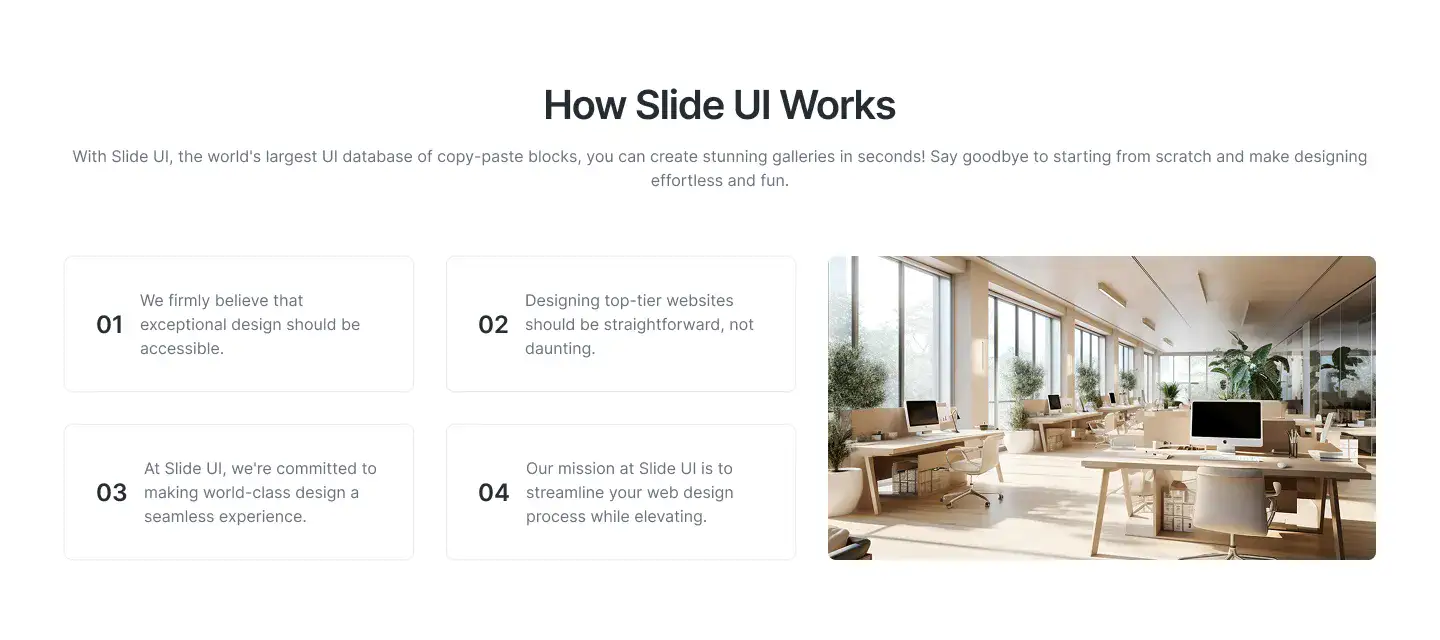 How Slide UI Works
With Slide UI, the world's largest UI database of copy-paste blocks, you can create stunning galleries in seconds! Say goodbye to starting from scratch and make designing
effortless and fun.
01
We firmly believe that
exceptional design should be
accessible.
02
Designing top-tier websites
should be straightforward, not
daunting.
03
At Slide UI, we're committed to
making world-class design a
seamless experience.
04
Our mission at Slide UI is to
streamline your web design
process while elevating.